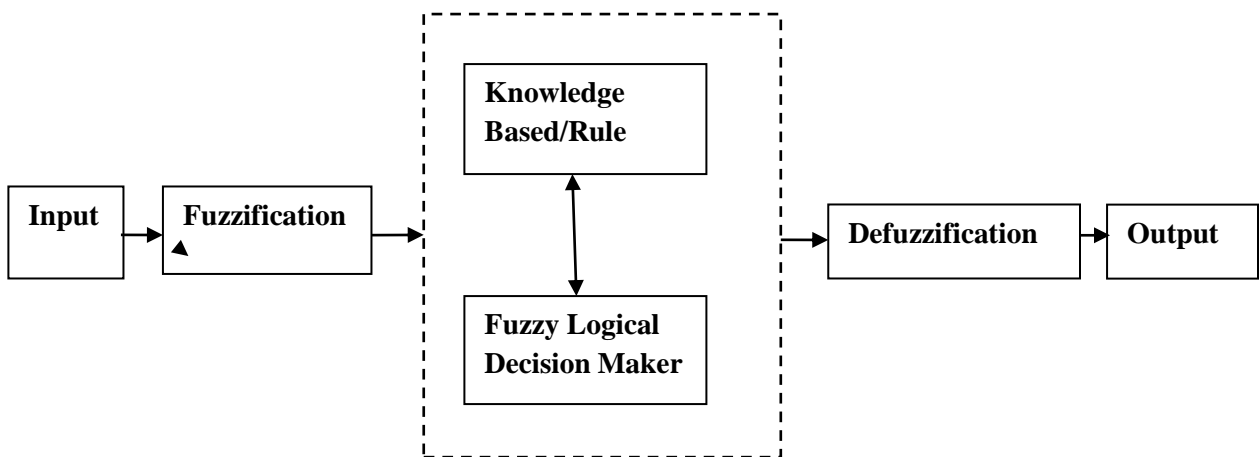 Knowledge
Based/Rule
Input
Fuzzification
Defuzzification
Output
Fuzzy Logical
Decision Maker